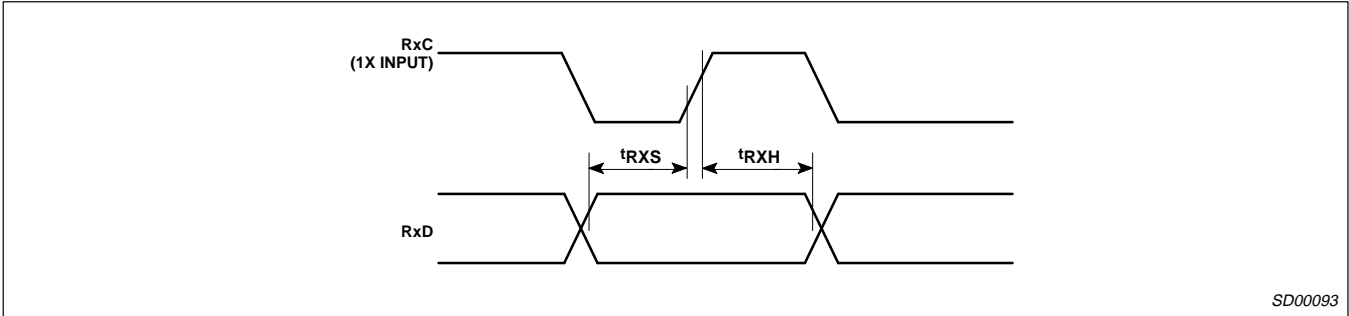 RxC
(1X INPUT)
tRXS
tRXH
RxD
SD00093